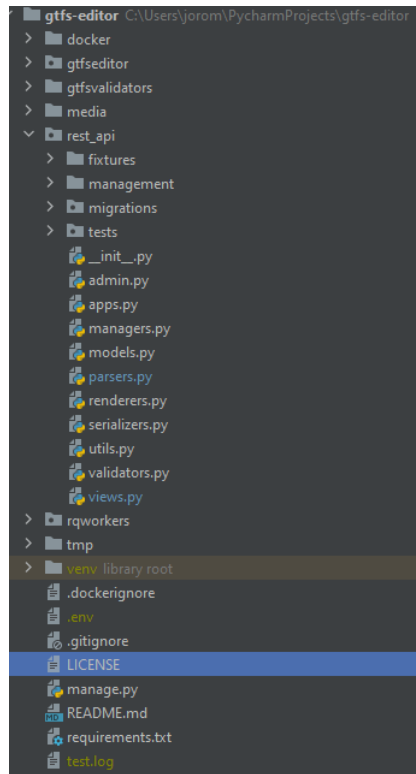 gtfs-editor C:\Users\jorom\PycharmProjects\gtfs-editor
docker
gtfseditor
gtfsvalidators
media
rest_api
fixtures
management
migrations
tests
__init__.py
admin.py
apps.py
managers.py
models.py
parsers.py
renderers.py
serializers.py
utils.py
validators.py
views.py
rqworkers
tmp
venv library root
.dockerignore
.env
.gitignore
LICENSE
manage.py
README.md
requirements.txt
test.log